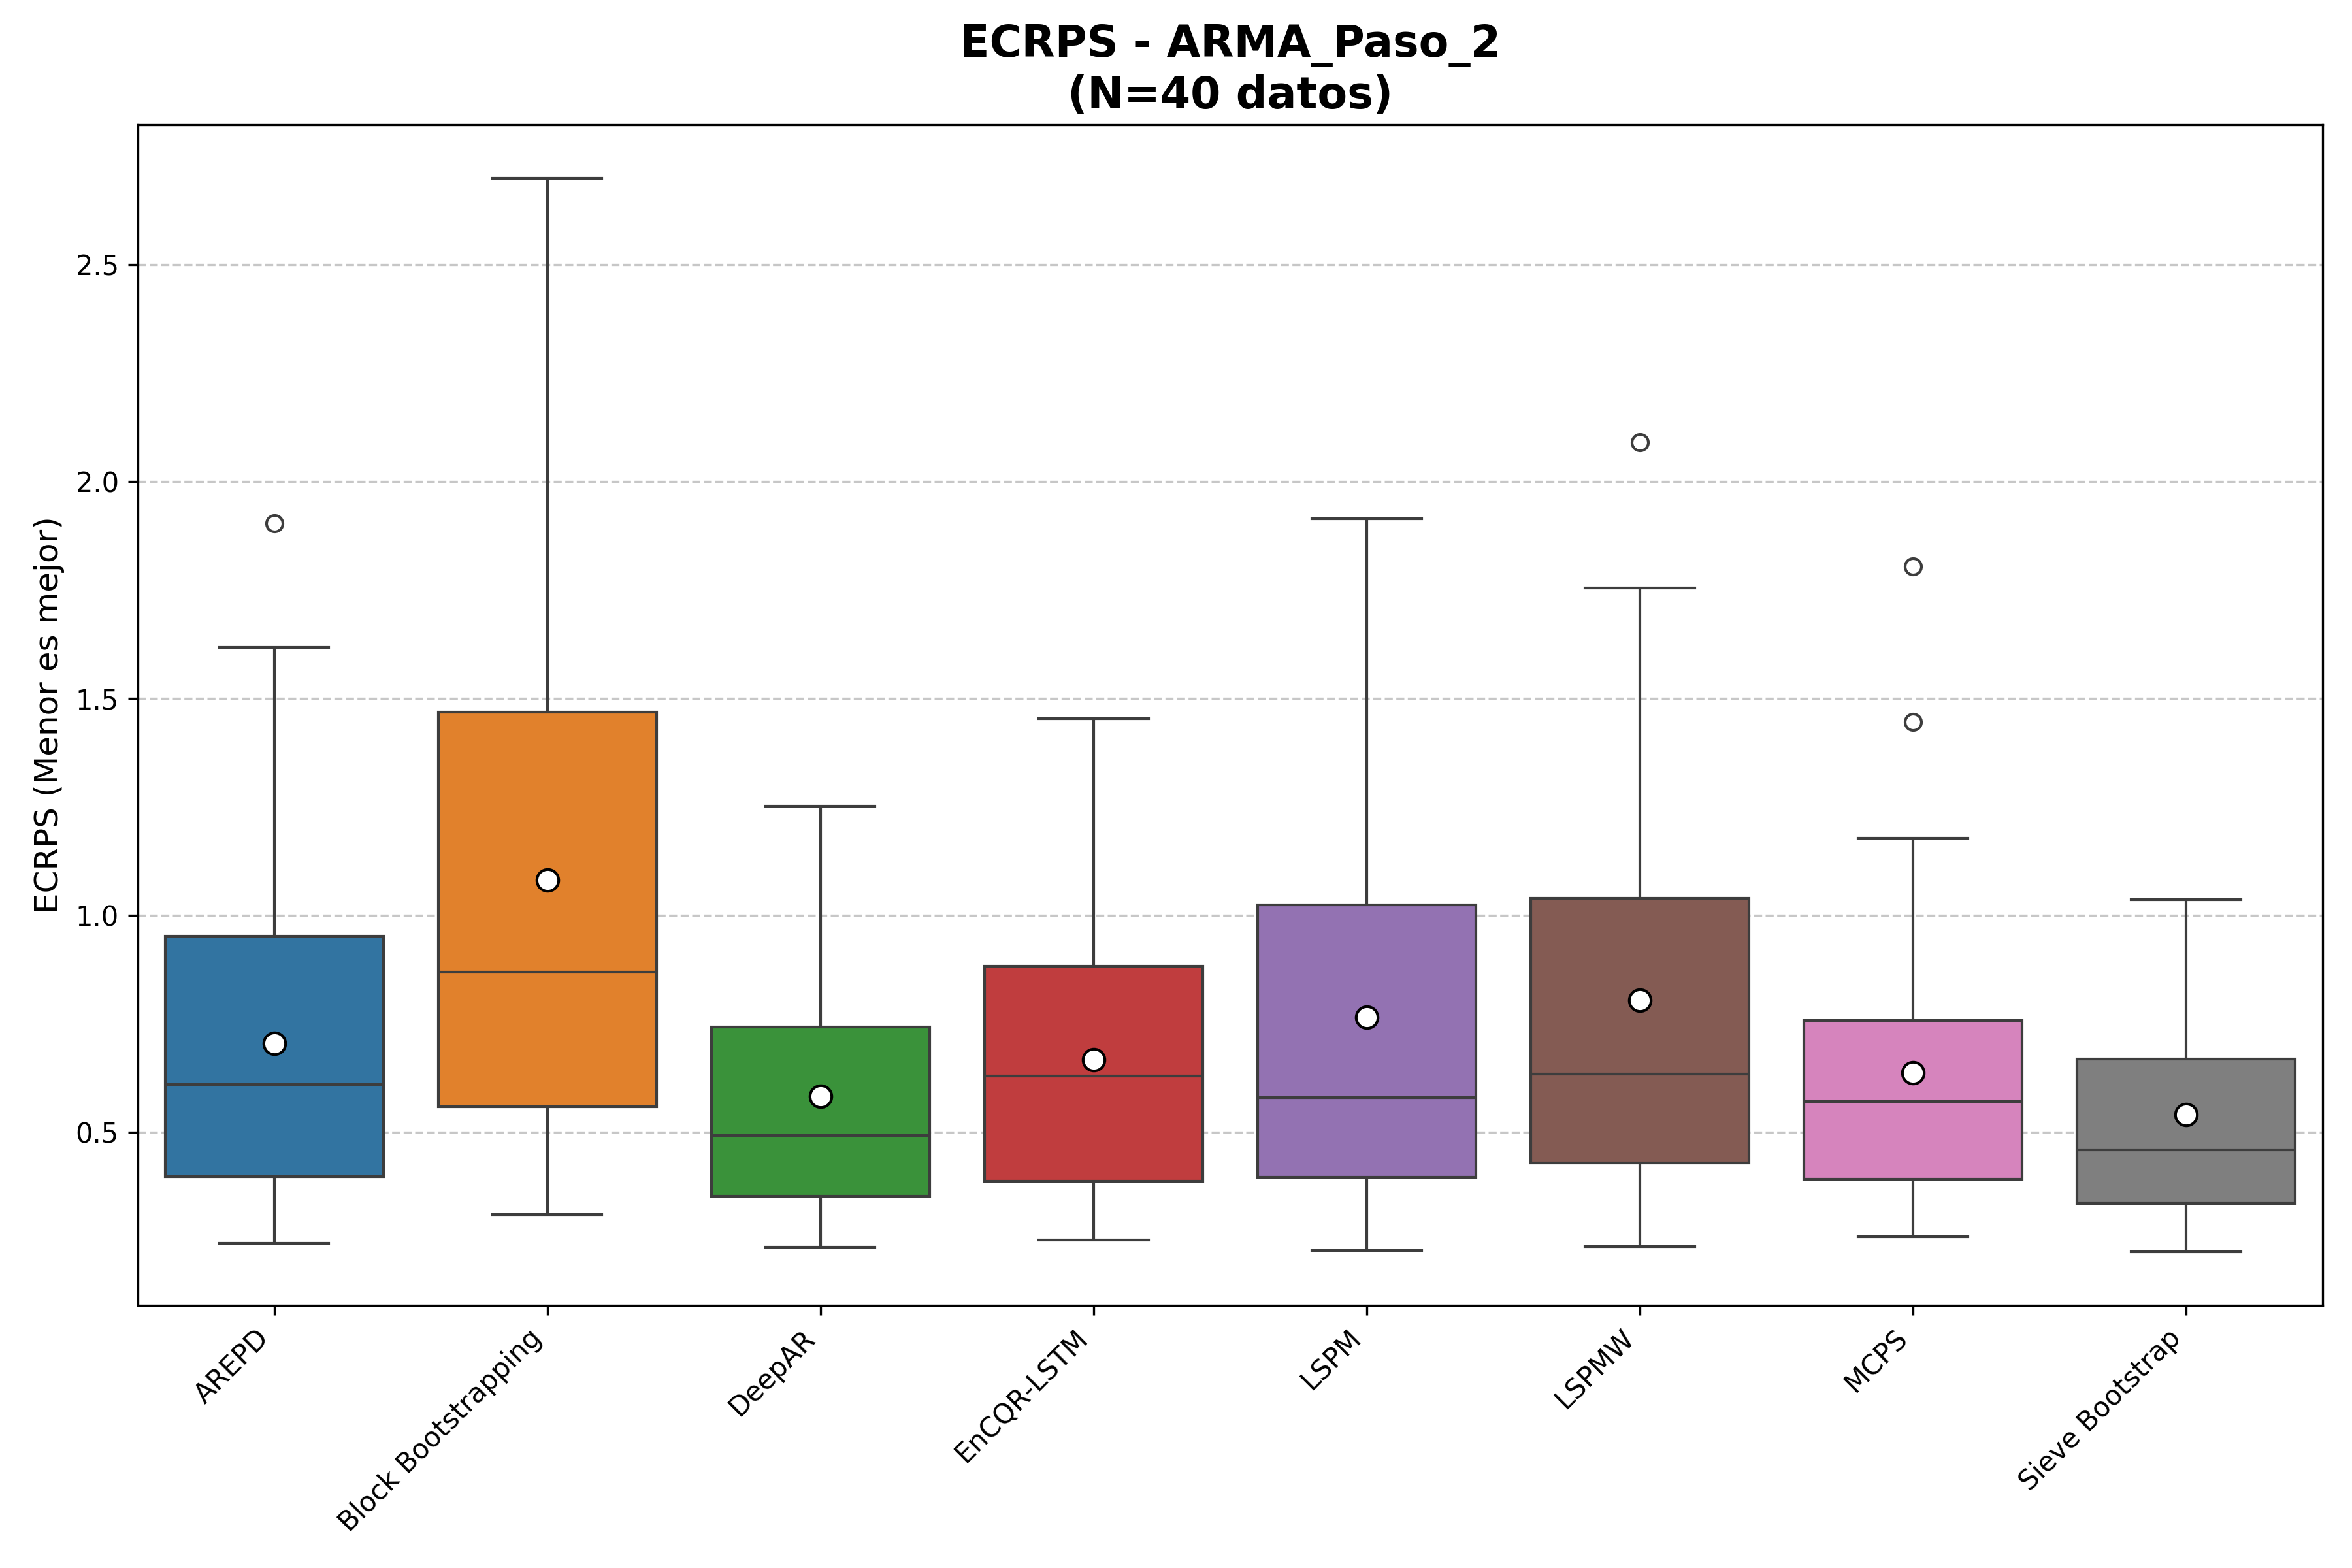 ECRPS - ARMA_Paso_2
(N=40 datos)
ECRPS (Menor es mejor)
2.5
2.0
1.5
1.0
0.5
AREPD
Block Bootstrapping
DeepAR
EnCQR-LSTM
LSPM
LSPMW
MCPS
Sieve Bootstrap